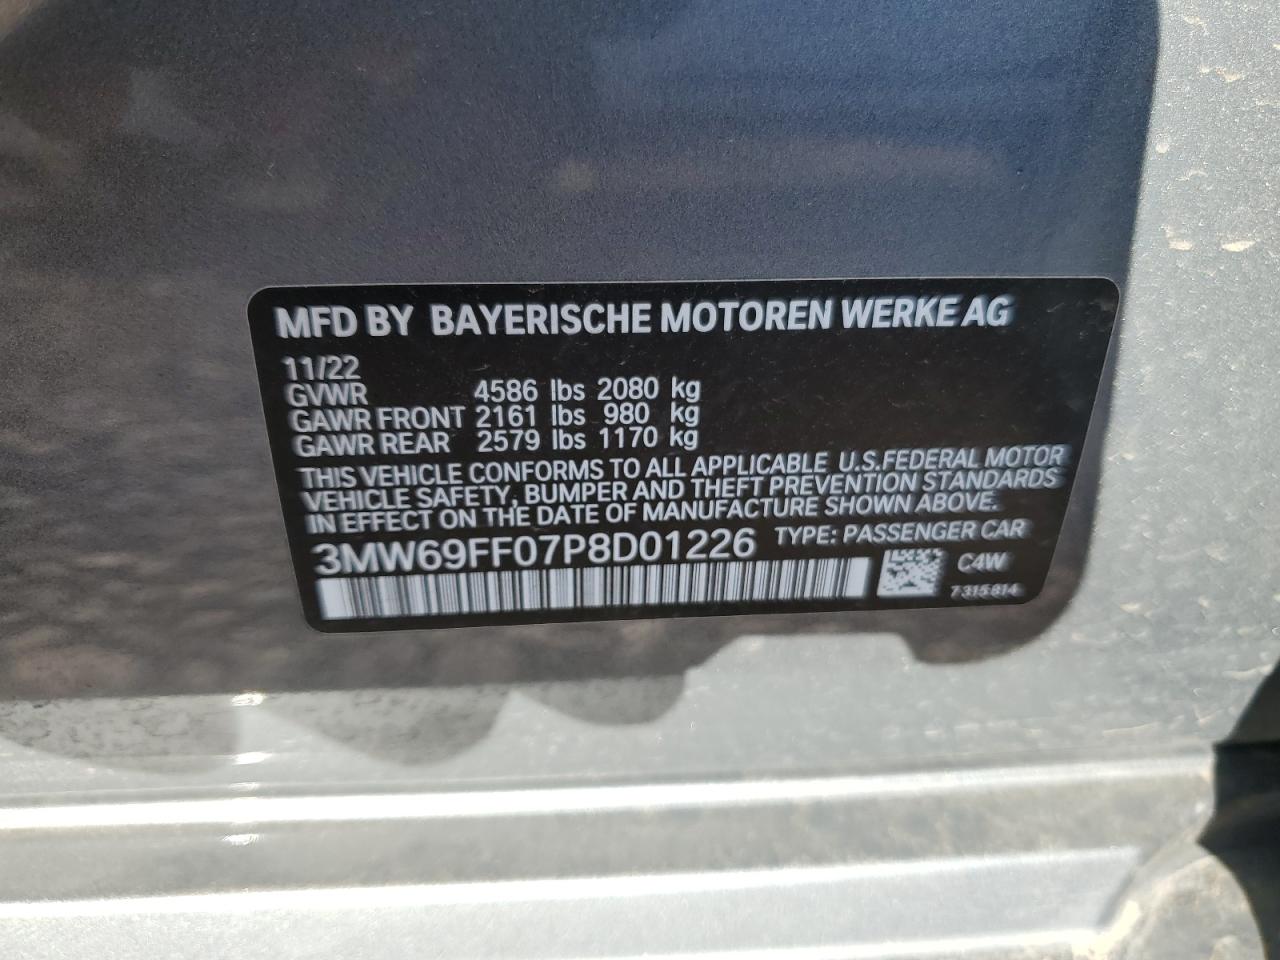 MFD BY BAYERISCHE MOTOREN WERKE AG
11/22
GVWR 4586 lbs 2080 kg
GAWR FRONT 2161 lbs 980 kg
GAWR REAR 2579 lbs 1170 kg
THIS VEHICLE CONFORMS TO ALL APPLICABLE U.S.FEDERAL MOTOR
VEHICLE SAFETY, BUMPER AND THEFT PREVENTION STANDARDS
IN EFFECT ON THE DATE OF MANUFACTURE SHOWN ABOVE.
3MW69FF07P8D01226 TYPE: PASSENGER CAR
C4W
7315814